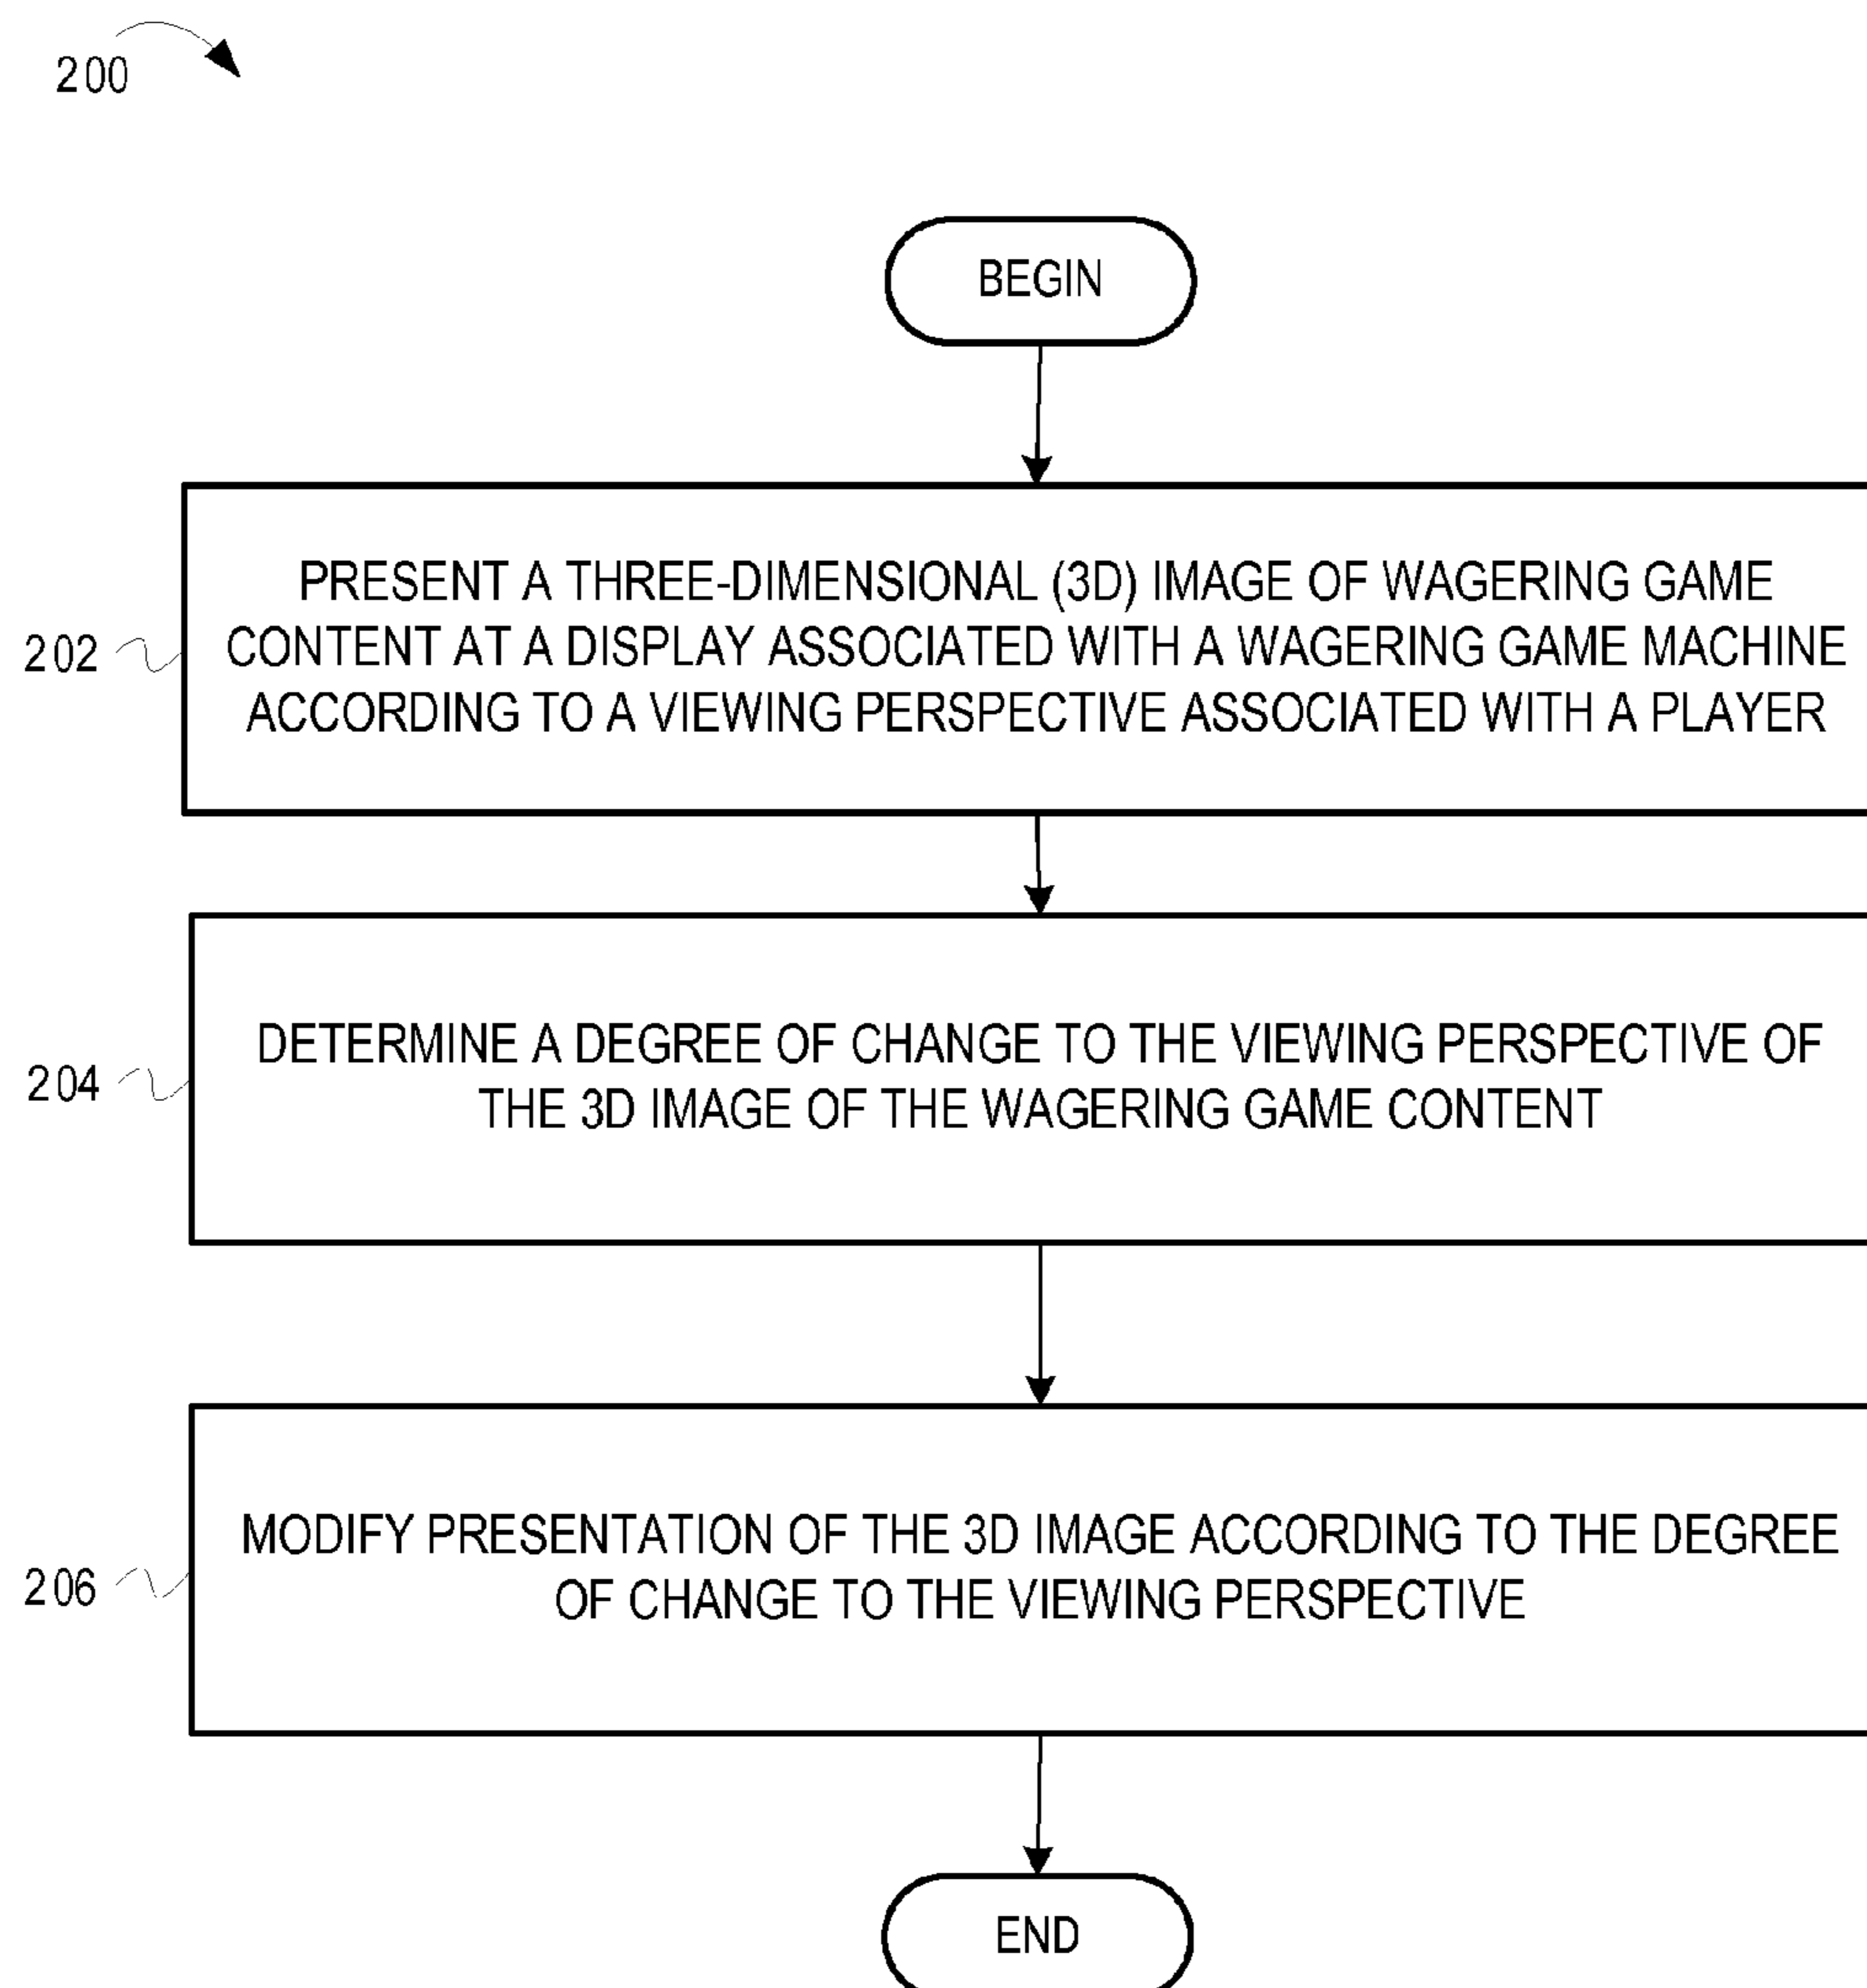 200
BEGIN
202
PRESENT A THREE-DIMENSIONAL (3D) IMAGE OF WAGERING GAME
CONTENT AT A DISPLAY ASSOCIATED WITH A WAGERING GAME MACHINE
ACCORDING TO A VIEWING PERSPECTIVE ASSOCIATED WITH A PLAYER
204
DETERMINE A DEGREE OF CHANGE TO THE VIEWING PERSPECTIVE OF
THE 3D IMAGE OF THE WAGERING GAME CONTENT
206
MODIFY PRESENTATION OF THE 3D IMAGE ACCORDING TO THE DEGREE
OF CHANGE TO THE VIEWING PERSPECTIVE
END